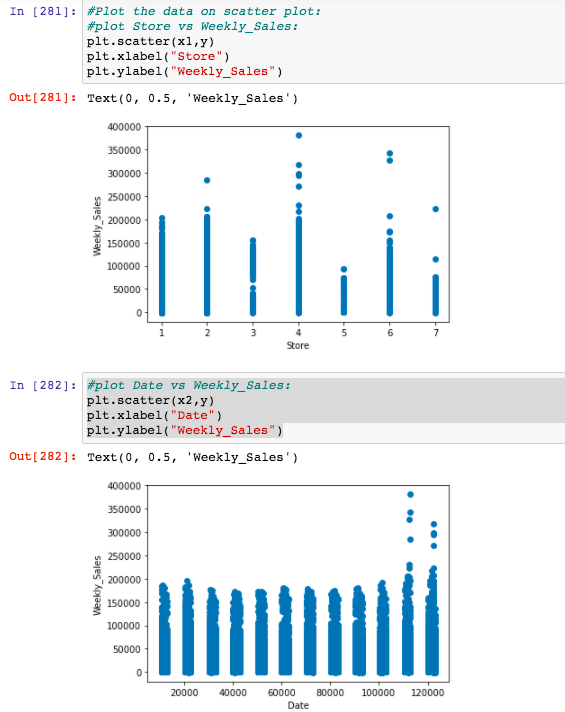 In [281]: #Plot the data on scatter plot:
#plot Store vs Weekly_Sales:
plt.scatter(x1,y)
plt.xlabel("Store")
plt.ylabel("Weekly_Sales")
Out[281]: Text(0, 0.5, 'Weekly_Sales')
400000
350000
300000
250000
200000
150000
100000
50000
0
Weekly_Sales
1 2 3 4 5 6 7
Store
In [282]: #plot Date vs Weekly_Sales:
plt.scatter(x2,y)
plt.xlabel("Date")
plt.ylabel("Weekly_Sales")
Out[282]: Text(0, 0.5, 'Weekly_Sales')
400000
350000
300000
250000
200000
150000
100000
50000
0
Weekly_Sales
20000 40000 60000 80000 100000 120000
Date